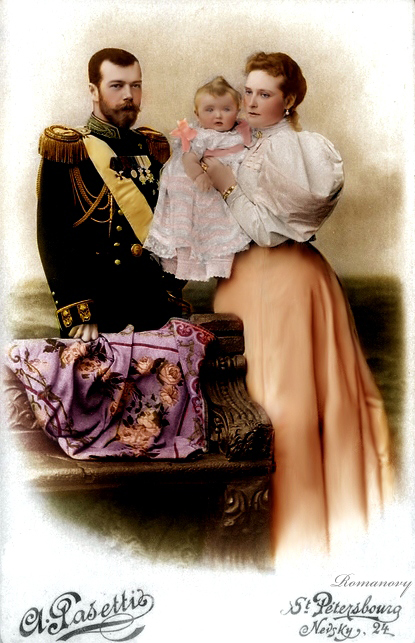 Romanovy
A. Pasetti
St. Petersbourg
Nevsky, 24